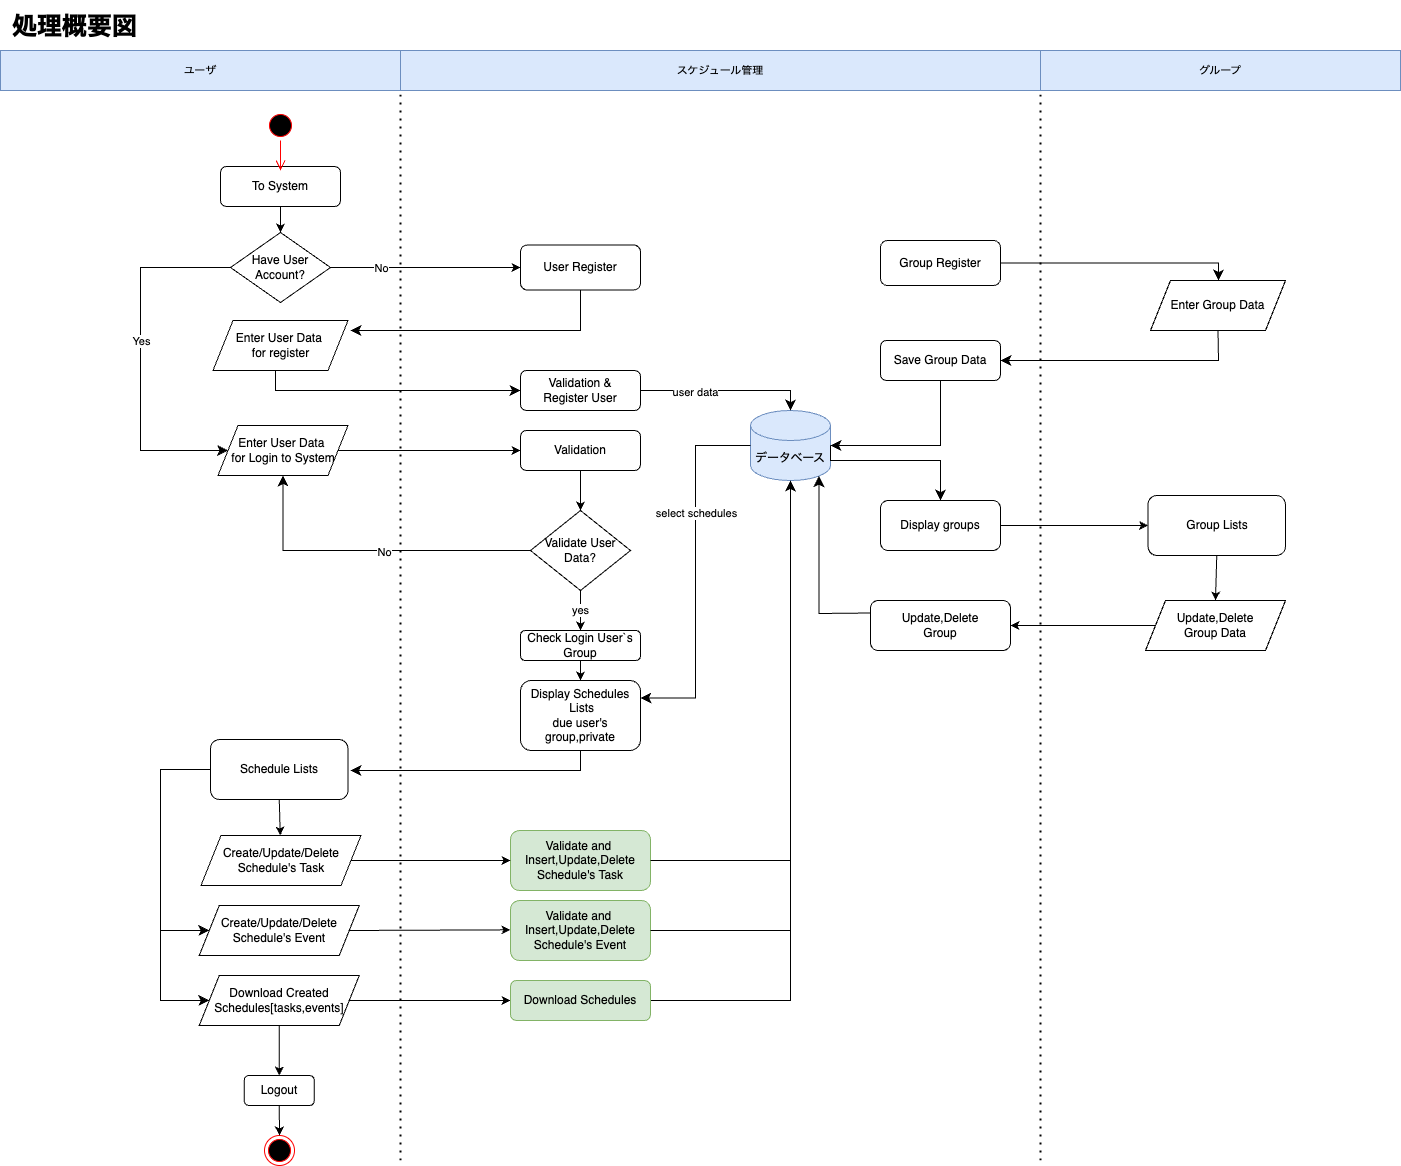 処理概要図
ユーザ
スケジュール管理
グループ
To System
Have User
Account?
No
User Register
Group Register
Enter Group Data
Yes
Enter User Data
for register
Save Group Data
Validation &
Register User
user data
データベース
Enter User Data
for Login to System
Validation
select schedules
Display groups
Group Lists
Validate User
Data?
No
yes
Update,Delete
Group
Update,Delete
Group Data
Check Login User`s
Group
Display Schedules
Lists
due user's
group,private
Schedule Lists
Create/Update/Delete
Schedule's Task
Validate and
Insert,Update,Delete
Schedule's Task
Create/Update/Delete
Schedule's Event
Validate and
Insert,Update,Delete
Schedule's Event
Download Created
Schedules[tasks,events]
Download Schedules
Logout